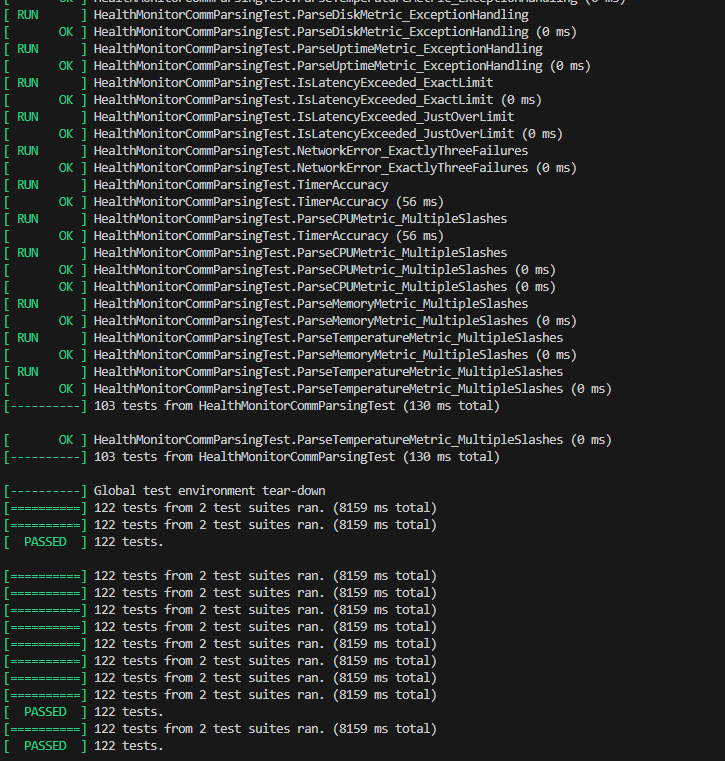 [       OK ] HealthMonitorCommParsingTest.ParseTemperatureMetric_ExceptionHandling (0 ms)
[ RUN      ] HealthMonitorCommParsingTest.ParseDiskMetric_ExceptionHandling
[       OK ] HealthMonitorCommParsingTest.ParseDiskMetric_ExceptionHandling (0 ms)
[ RUN      ] HealthMonitorCommParsingTest.ParseUptimeMetric_ExceptionHandling
[       OK ] HealthMonitorCommParsingTest.ParseUptimeMetric_ExceptionHandling (0 ms)
[ RUN      ] HealthMonitorCommParsingTest.IsLatencyExceeded_ExactLimit
[       OK ] HealthMonitorCommParsingTest.IsLatencyExceeded_ExactLimit (0 ms)
[ RUN      ] HealthMonitorCommParsingTest.IsLatencyExceeded_JustOverLimit
[       OK ] HealthMonitorCommParsingTest.IsLatencyExceeded_JustOverLimit (0 ms)
[ RUN      ] HealthMonitorCommParsingTest.NetworkError_ExactlyThreeFailures
[       OK ] HealthMonitorCommParsingTest.NetworkError_ExactlyThreeFailures (0 ms)
[ RUN      ] HealthMonitorCommParsingTest.TimerAccuracy
[       OK ] HealthMonitorCommParsingTest.TimerAccuracy (56 ms)
[ RUN      ] HealthMonitorCommParsingTest.ParseCPUMetric_MultipleSlashes
[       OK ] HealthMonitorCommParsingTest.TimerAccuracy (56 ms)
[ RUN      ] HealthMonitorCommParsingTest.ParseCPUMetric_MultipleSlashes
[       OK ] HealthMonitorCommParsingTest.ParseCPUMetric_MultipleSlashes (0 ms)
[       OK ] HealthMonitorCommParsingTest.ParseCPUMetric_MultipleSlashes (0 ms)
[ RUN      ] HealthMonitorCommParsingTest.ParseMemoryMetric_MultipleSlashes
[       OK ] HealthMonitorCommParsingTest.ParseMemoryMetric_MultipleSlashes (0 ms)
[ RUN      ] HealthMonitorCommParsingTest.ParseTemperatureMetric_MultipleSlashes
[       OK ] HealthMonitorCommParsingTest.ParseMemoryMetric_MultipleSlashes (0 ms)
[ RUN      ] HealthMonitorCommParsingTest.ParseTemperatureMetric_MultipleSlashes
[       OK ] HealthMonitorCommParsingTest.ParseTemperatureMetric_MultipleSlashes (0 ms)
[----------] 103 tests from HealthMonitorCommParsingTest (130 ms total)
[       OK ] HealthMonitorCommParsingTest.ParseTemperatureMetric_MultipleSlashes (0 ms)
[----------] 103 tests from HealthMonitorCommParsingTest (130 ms total)
[----------] Global test environment tear-down
[==========] 122 tests from 2 test suites ran. (8159 ms total)
[==========] 122 tests from 2 test suites ran. (8159 ms total)
[  PASSED  ] 122 tests.
[==========] 122 tests from 2 test suites ran. (8159 ms total)
[==========] 122 tests from 2 test suites ran. (8159 ms total)
[==========] 122 tests from 2 test suites ran. (8159 ms total)
[==========] 122 tests from 2 test suites ran. (8159 ms total)
[==========] 122 tests from 2 test suites ran. (8159 ms total)
[==========] 122 tests from 2 test suites ran. (8159 ms total)
[==========] 122 tests from 2 test suites ran. (8159 ms total)
[==========] 122 tests from 2 test suites ran. (8159 ms total)
[  PASSED  ] 122 tests.
[==========] 122 tests from 2 test suites ran. (8159 ms total)
[  PASSED  ] 122 tests.